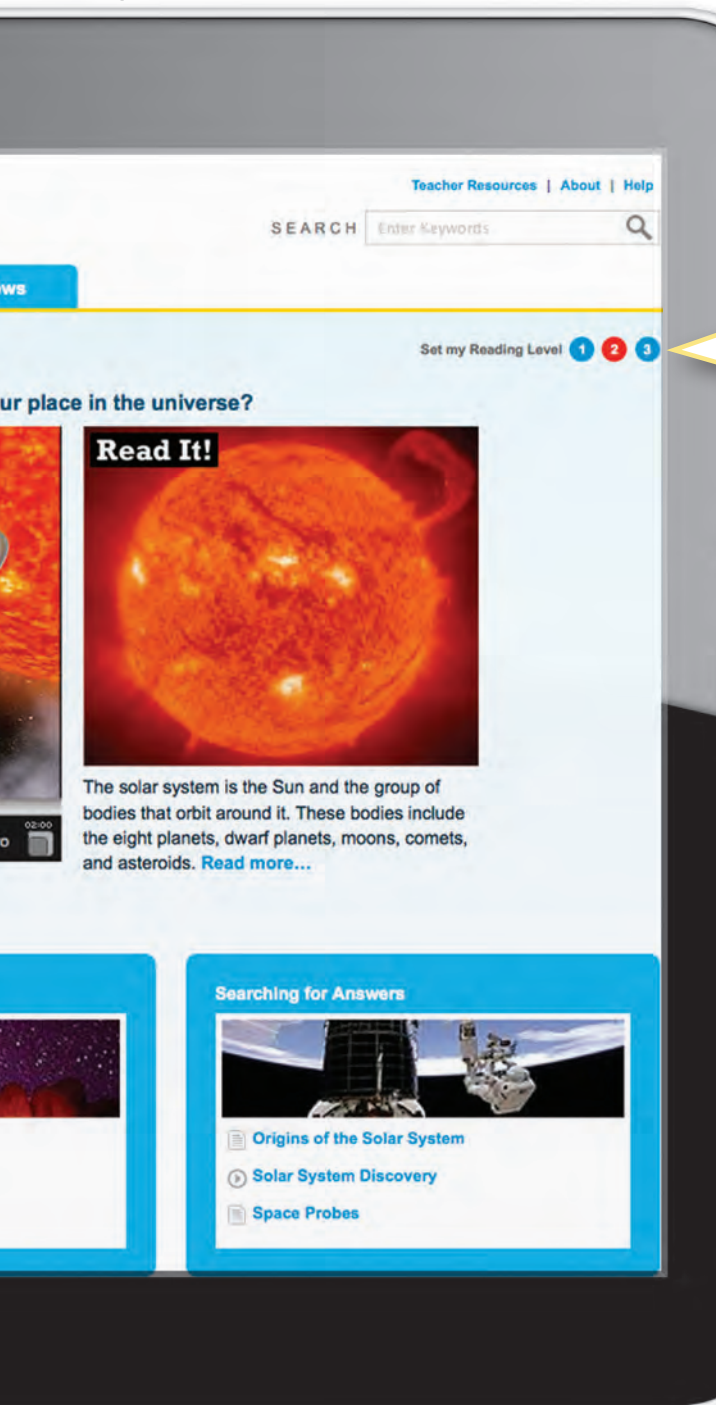 Teacher Resources | About | Help
SEARCH Enter Keywords
ws
Set my Reading Level 1 2 3
ur place in the universe?
Read It!
The solar system is the Sun and the group of
bodies that orbit around it. These bodies include
the eight planets, dwarf planets, moons, comets,
and asteroids. Read more...
02:00
o
Searching for Answers
Origins of the Solar System
Solar System Discovery
Space Probes